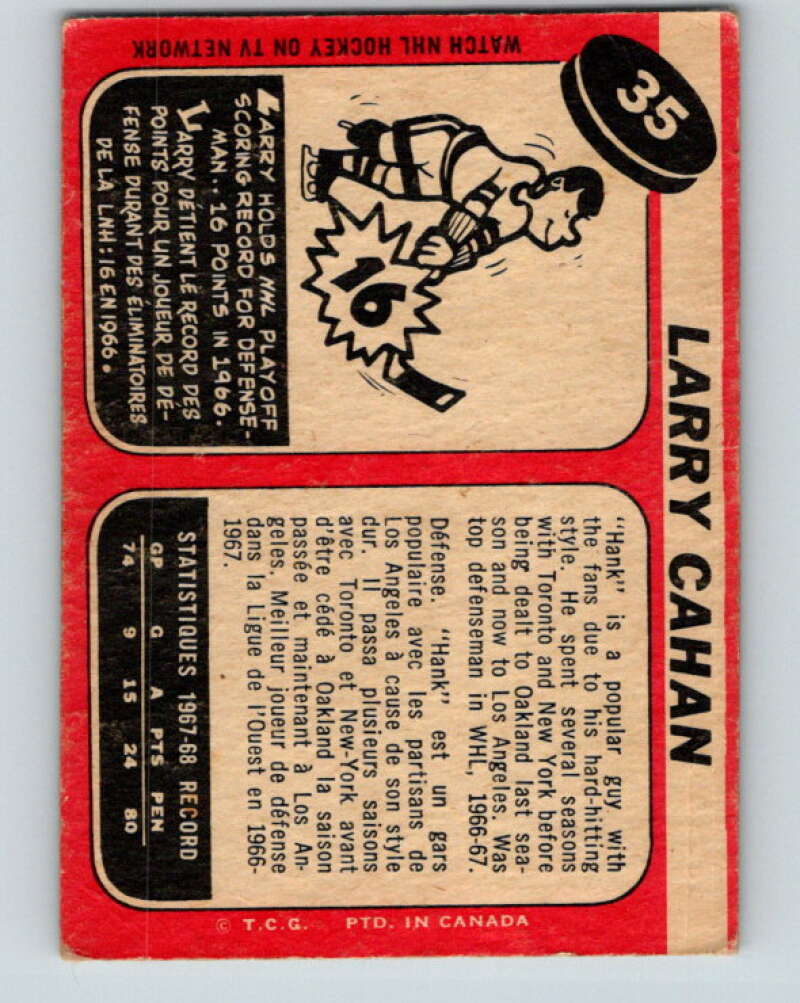 35
LARRY CAHAN
WATCH NHL HOCKEY ON TV NETWORK
16
LARRY HOLDS NHL PLAYOFF
SCORING RECORD FOR DEFENSE-
MAN.. 16 POINTS IN 1966.
LARRY DÉTIENT LE RECORD DES
POINTS POUR UN JOUEUR DE DÉ-
FENSE DURANT DES ÉLIMINATOIRES
DE LA LNH: 16 EN 1966.
"Hank" is a popular guy with
the fans due to his hard-hitting
style. He spent several seasons
with Toronto and New York before
being dealt to Oakland last sea-
son and now to Los Angeles. Was
top defenseman in WHL, 1966-67.
Défense. "Hank" est un gars
populaire avec les partisans de
Los Angeles à cause de son style
dur. Il passa plusieurs saisons
avec Toronto et New-York avant
d'être cédé à Oakland la saison
passée et maintenant à Los An-
geles. Meilleur joueur de défense
dans la Ligue de l'Ouest en 1966-
1967.
STATISTIQUES 1967-68 RECORD
GP G A PTS PEN
74 9 15 24 80
© T.C.G. PTD. IN CANADA